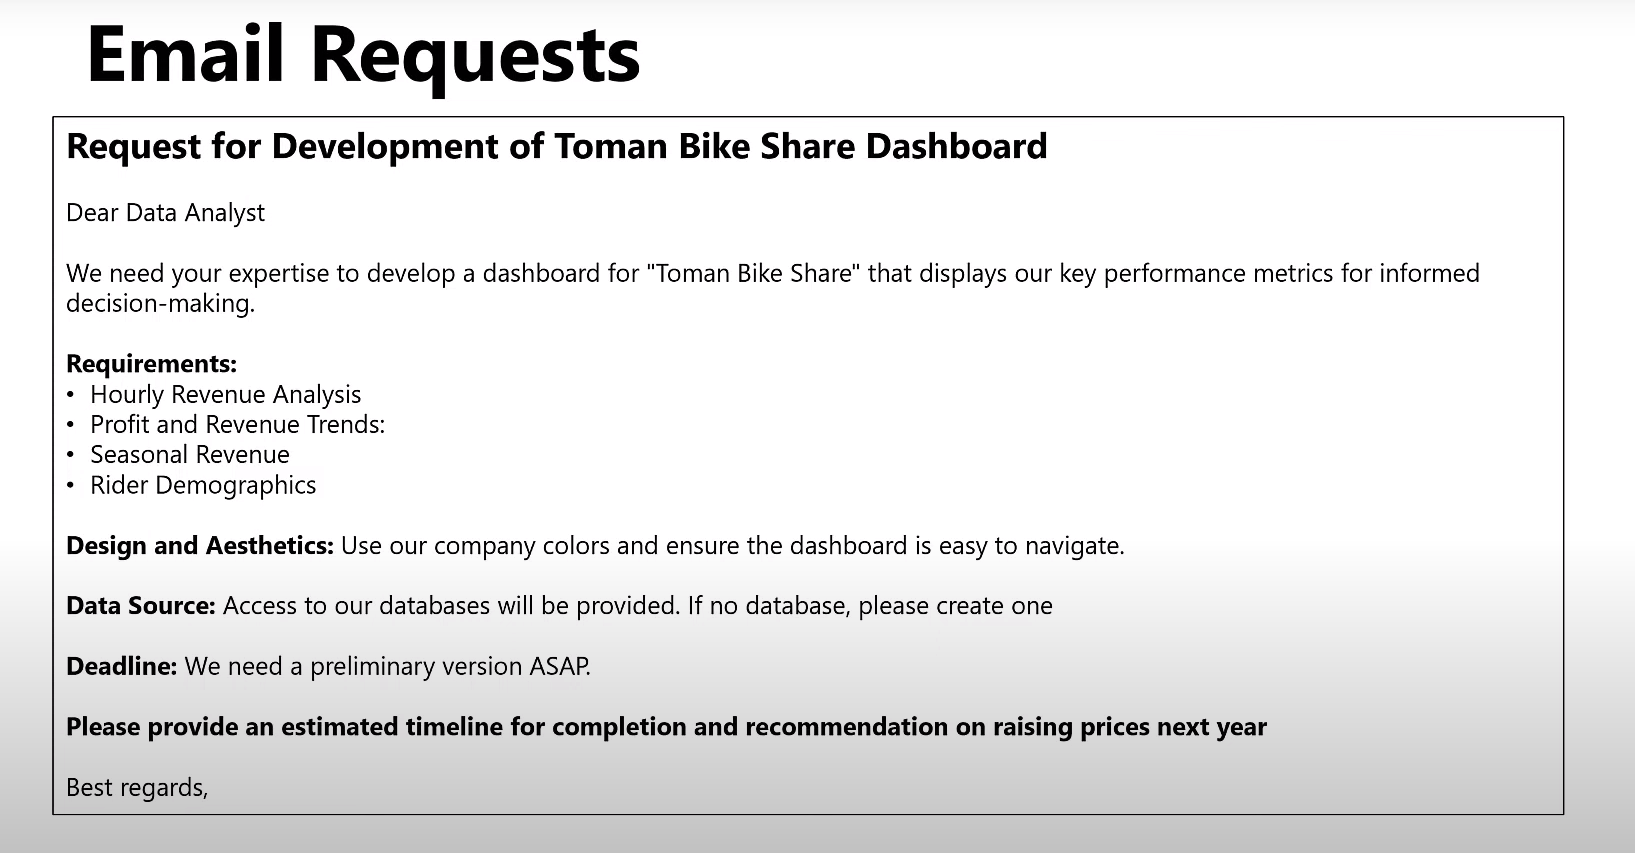 Email Requests
Request for Development of Toman Bike Share Dashboard
Dear Data Analyst
We need your expertise to develop a dashboard for "Toman Bike Share" that displays our key performance metrics for informed
decision-making.
Requirements:
• Hourly Revenue Analysis
• Profit and Revenue Trends:
• Seasonal Revenue
• Rider Demographics
Design and Aesthetics: Use our company colors and ensure the dashboard is easy to navigate.
Data Source: Access to our databases will be provided. If no database, please create one
Deadline: We need a preliminary version ASAP.
Please provide an estimated timeline for completion and recommendation on raising prices next year
Best regards,